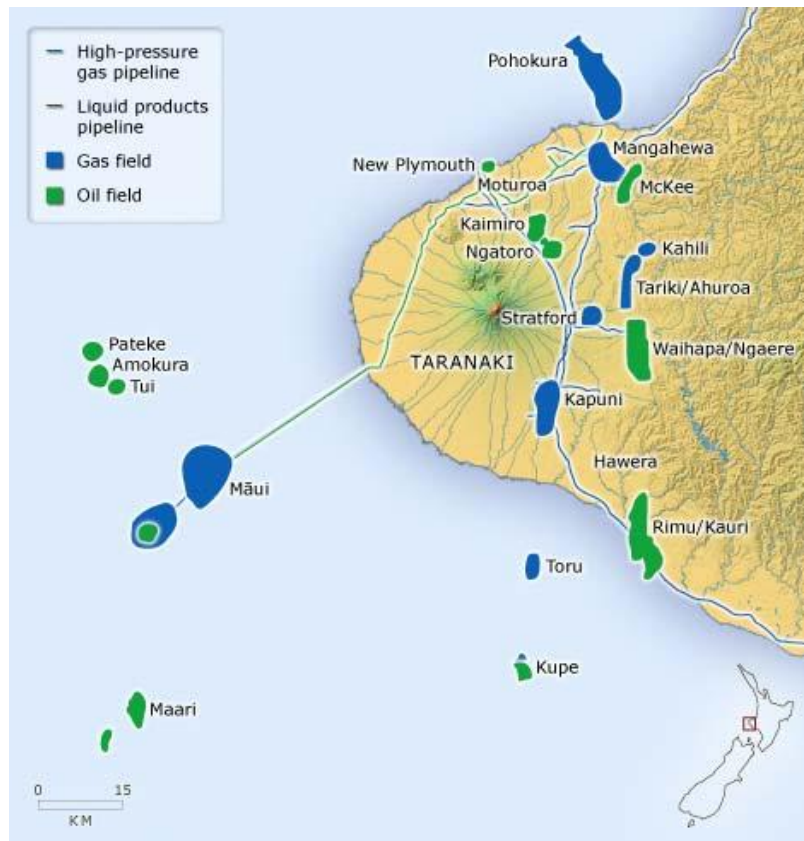 High-pressure
gas pipeline
Liquid products
pipeline
Gas field
Oil field
Pohokura
New Plymouth
Mangahewa
Moturoa
McKee
Kaimiro
Ngatoro
Kahili
Tariki/Ahuroa
Stratford
Waihapa/Ngaere
Pateke
Amokura
Tui
TARANAKI
Kapuni
Hawera
Māui
Rimu/Kauri
Toru
Kupe
Maari
0 15
KM